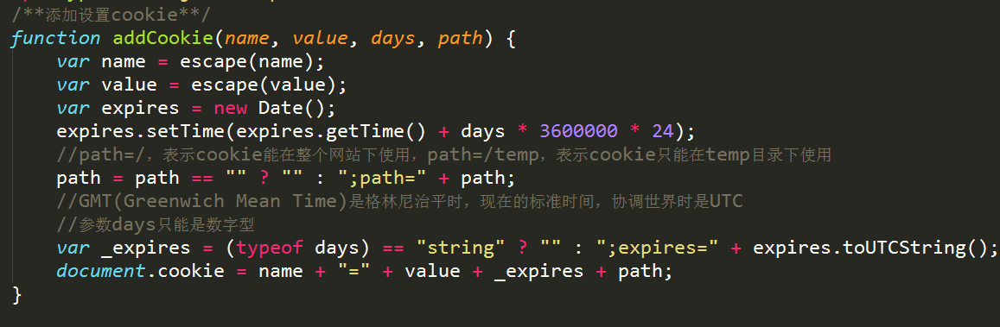 /**添加设置cookie**/
function addCookie(name, value, days, path) {
var name = escape(name);
var value = escape(value);
var expires = new Date();
expires.setTime(expires.getTime() + days * 3600000 * 24);
//path=/，表示cookie能在整个网站下使用，path=/temp，表示cookie只能在temp目录下使用
path = path == "" ? "" : ";path=" + path;
//GMT(Greenwich Mean Time)是格林尼治平时，现在的标准时间，协调世界时是UTC
//参数days只能是数字型
var _expires = (typeof days) == "string" ? "" : ";expires=" + expires.toUTCString();
document.cookie = name + "=" + value + _expires + path;
}